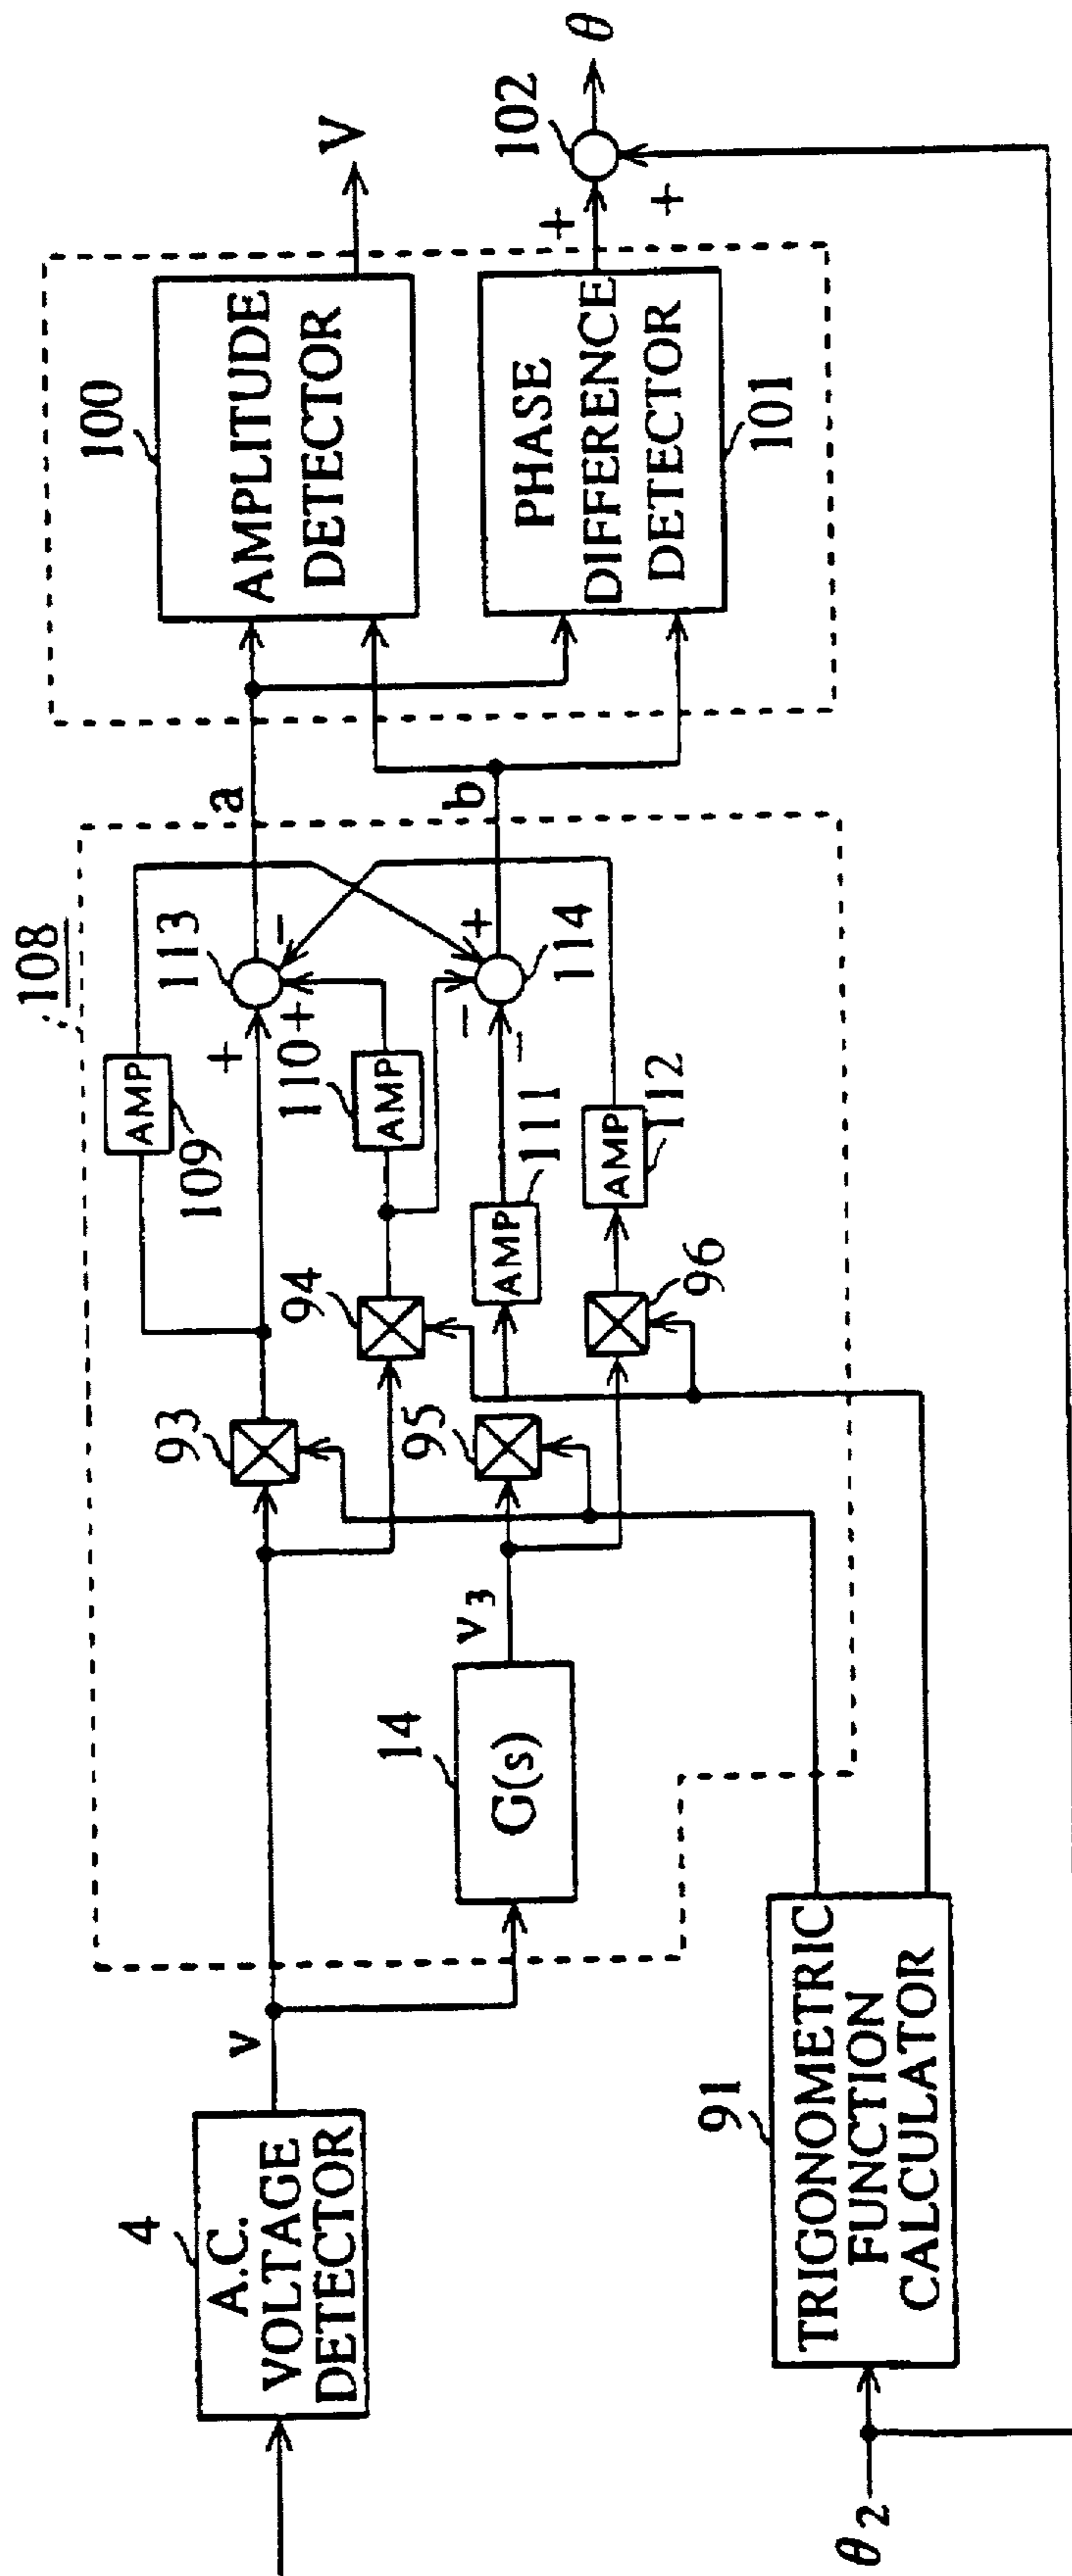 108
4
A.C.
VOLTAGE
DETECTOR
v
14
G(s)
v3
93
94
95
96
AMP
109
110
AMP
AMP
111
AMP
112
+
+
−
113
−
−
+
114
a
b
100
AMPLITUDE
DETECTOR
V
PHASE
DIFFERENCE
DETECTOR
101
+
+
102
θ
91
TRIGONOMETRIC
FUNCTION
CALCULATOR
θ2